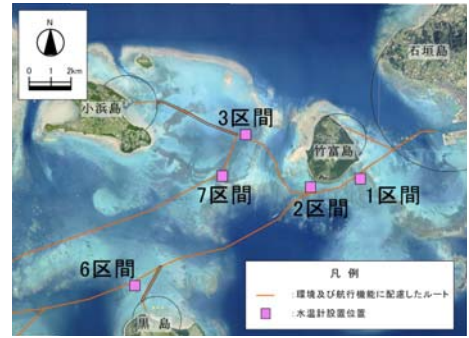 N
0 1 2km
石垣島
小浜島
3区間
竹富島
7区間
2区間
1区間
6区間
黒島
凡 例
:環境及び航行機能に配慮したルート
:水温計設置位置